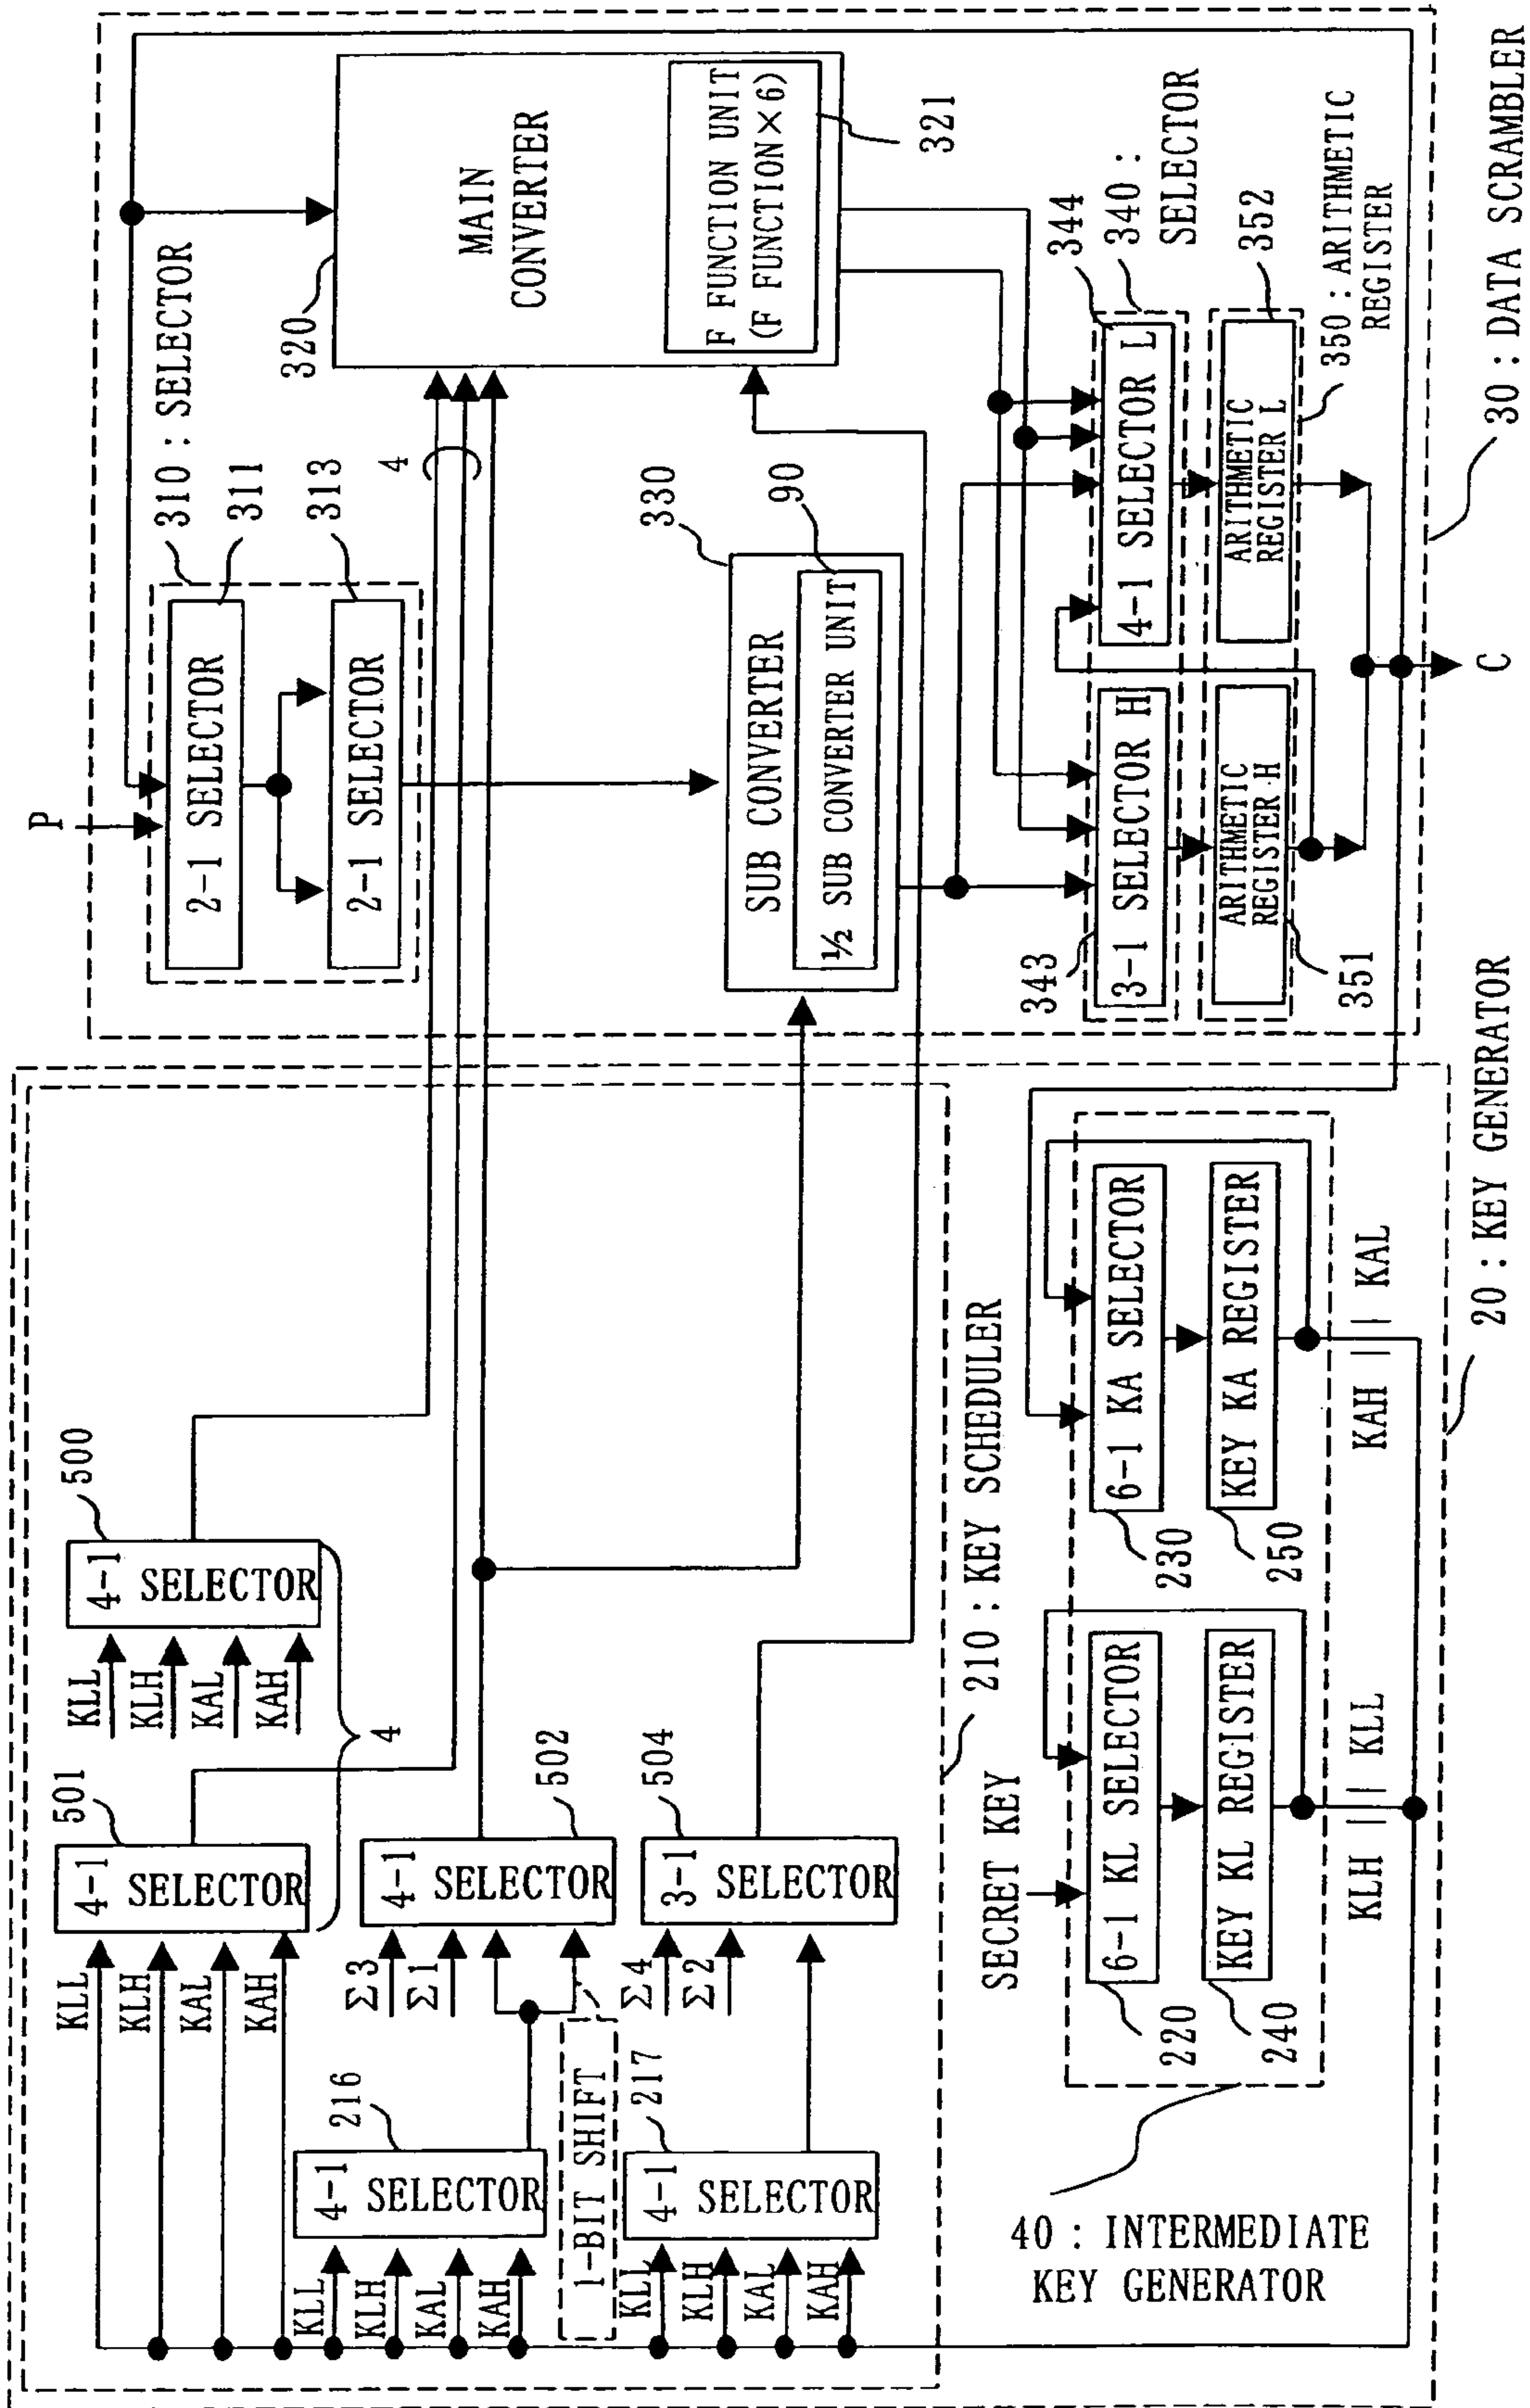 P
310 : SELECTOR
311
2-1 SELECTOR
313
2-1 SELECTOR
320
MAIN
CONVERTER
F FUNCTION UNIT
(F FUNCTION×6)
321
4
330
SUB CONVERTER
90
½ SUB CONVERTER UNIT
340 :
SELECTOR
344
4-1 SELECTOR L
343
3-1 SELECTOR H
352
ARITHMETIC
REGISTER L
351
ARITHMETIC
REGISTER H
350 : ARITHMETIC
REGISTER
C
30 : DATA SCRAMBLER
500
4-1
SELECTOR
KLL
KLH
KAL
KAH
4
501
4-1
SELECTOR
KLL
KLH
KAL
KAH
502
4-1
SELECTOR
Σ3
Σ1
504
3-1
SELECTOR
Σ4
Σ2
216
4-1
SELECTOR
KLL
KLH
KAL
KAH
1-BIT SHIFT
217
4-1
SELECTOR
KLL
KLH
KAL
KAH
210 : KEY SCHEDULER
SECRET KEY
6-1 KL SELECTOR
220
KEY KL REGISTER
240
KLH || KLL
6-1 KA SELECTOR
230
KEY KA REGISTER
250
KAH || KAL
40 : INTERMEDIATE
KEY GENERATOR
20 : KEY GENERATOR